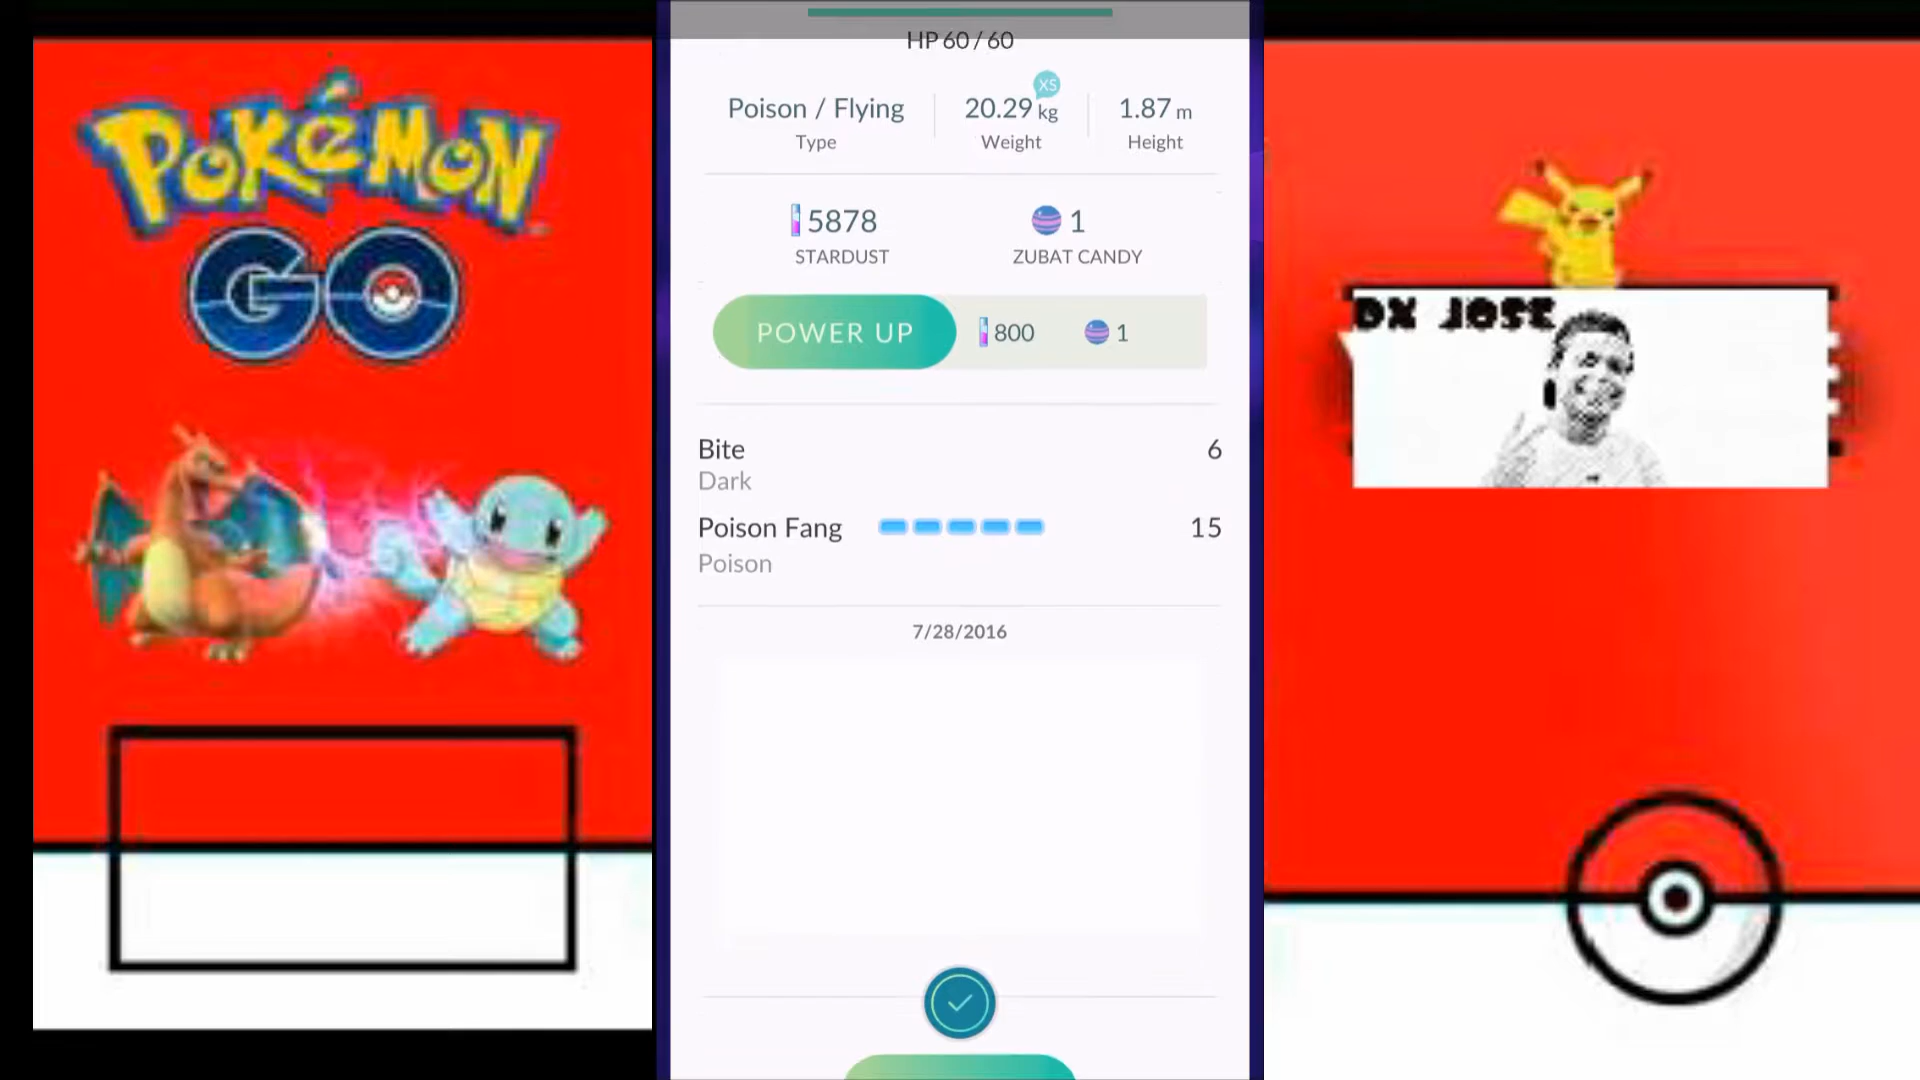 POKÉMON
GO
HP 60 / 60
XS
Poison / Flying
Type
20.29 kg
Weight
1.87 m
Height
5878
STARDUST
1
ZUBAT CANDY
POWER UP
800
1
Bite
6
Dark
Poison Fang
15
Poison
7/28/2016
DX JOSE